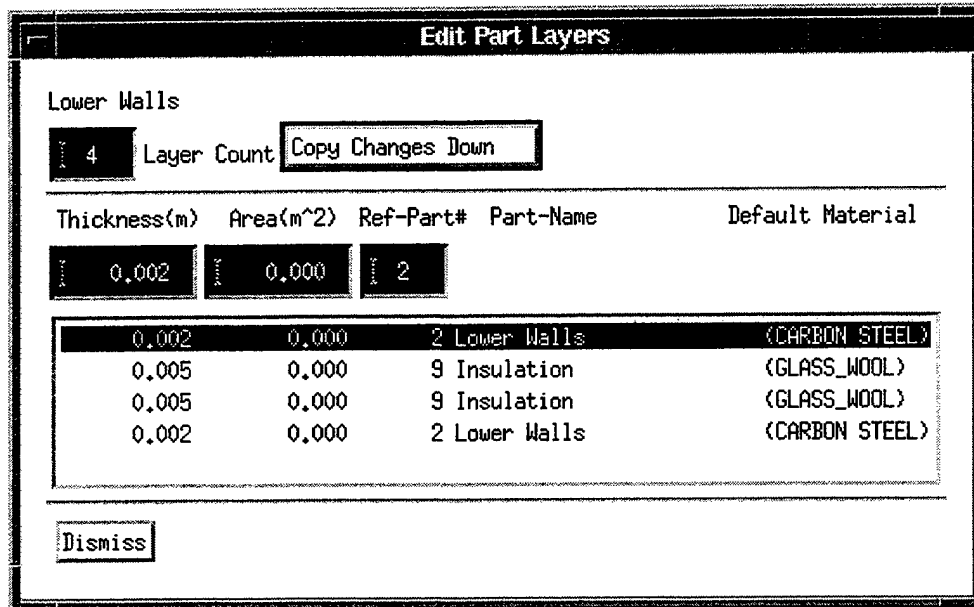 Edit Part Layers
Lower Walls
4 Layer Count Copy Changes Down
Thickness(m) Area(m^2) Ref-Part# Part-Name Default Material
0.002 0.000 2
0.002 0.000 2 Lower Walls (CARBON STEEL)
0.005 0.000 9 Insulation (GLASS_WOOL)
0.005 0.000 9 Insulation (GLASS_WOOL)
0.002 0.000 2 Lower Walls (CARBON STEEL)
Dismiss